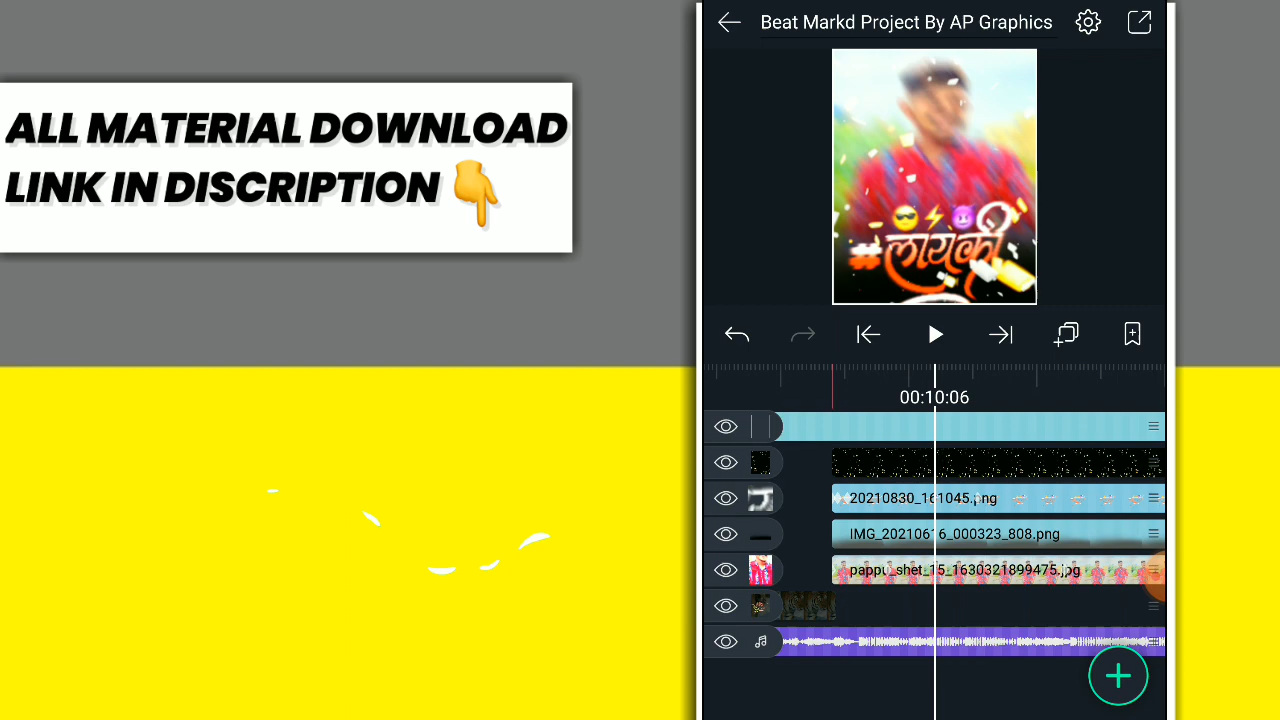 ALL MATERIAL DOWNLOAD
LINK IN DISCRIPTION 👇
Beat Markd Project By AP Graphics
😎⚡😈
#लायकी
00:10:06
20210830_161045.png
IMG_20210616_000323_808.png
pappu_shet_15_1630321899475.jpg